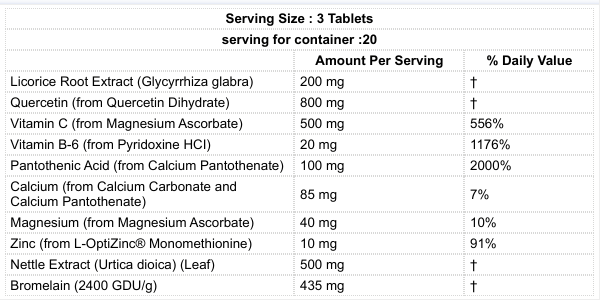 Serving Size : 3 Tablets
serving for container :20
Amount Per Serving % Daily Value
Licorice Root Extract (Glycyrrhiza glabra) 200 mg †
Quercetin (from Quercetin Dihydrate) 800 mg †
Vitamin C (from Magnesium Ascorbate) 500 mg 556%
Vitamin B-6 (from Pyridoxine HCI) 20 mg 1176%
Pantothenic Acid (from Calcium Pantothenate) 100 mg 2000%
Calcium (from Calcium Carbonate and
Calcium Pantothenate) 85 mg 7%
Magnesium (from Magnesium Ascorbate) 40 mg 10%
Zinc (from L-OptiZinc® Monomethionine) 10 mg 91%
Nettle Extract (Urtica dioica) (Leaf) 500 mg †
Bromelain (2400 GDU/g) 435 mg †